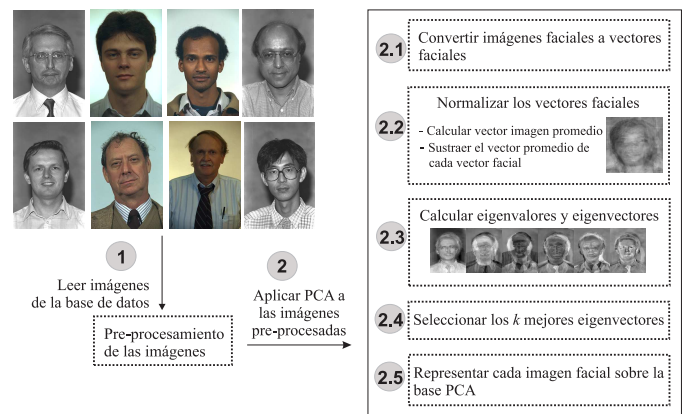 1
Leer imágenes
de la base de datos
Pre-procesamiento
de las imágenes
2
Aplicar PCA a
las imágenes
pre-procesadas
2.1
Convertir imágenes faciales a vectores
faciales
2.2
Normalizar los vectores faciales
- Calcular vector imagen promedio
- Sustraer el vector promedio de
cada vector facial
2.3
Calcular eigenvalores y eigenvectores
2.4
Seleccionar los k mejores eigenvectores
2.5
Representar cada imagen facial sobre la
base PCA